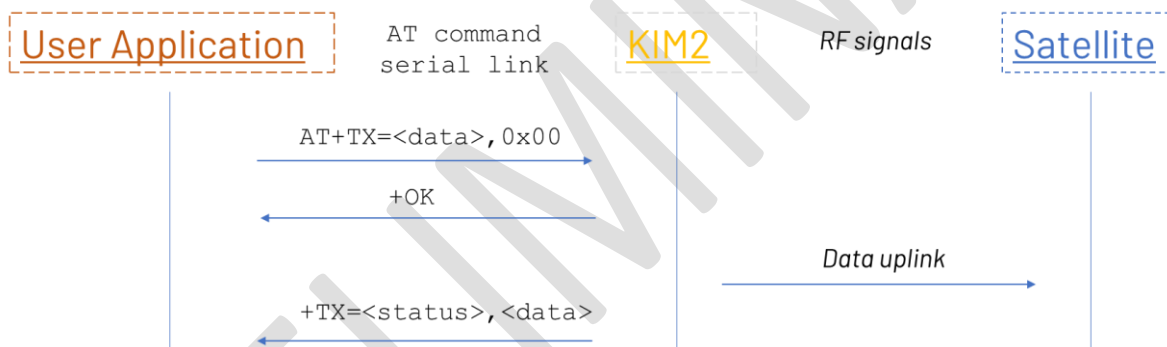 User Application
AT command
serial link
KIM2
RF signals
Satellite
AT+TX=<data>,0x00
+OK
Data uplink
+TX=<status>,<data>